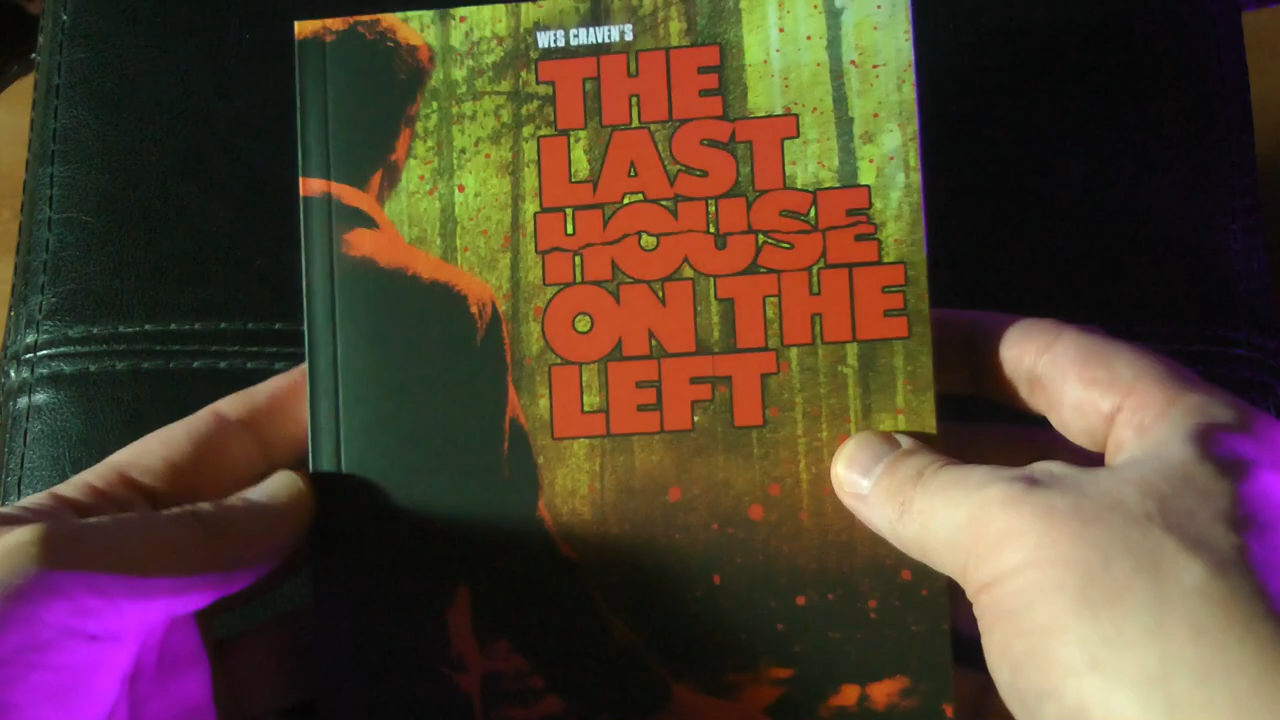 WES CRAVEN'S
THE
LAST
HOUSE
ON THE
LEFT